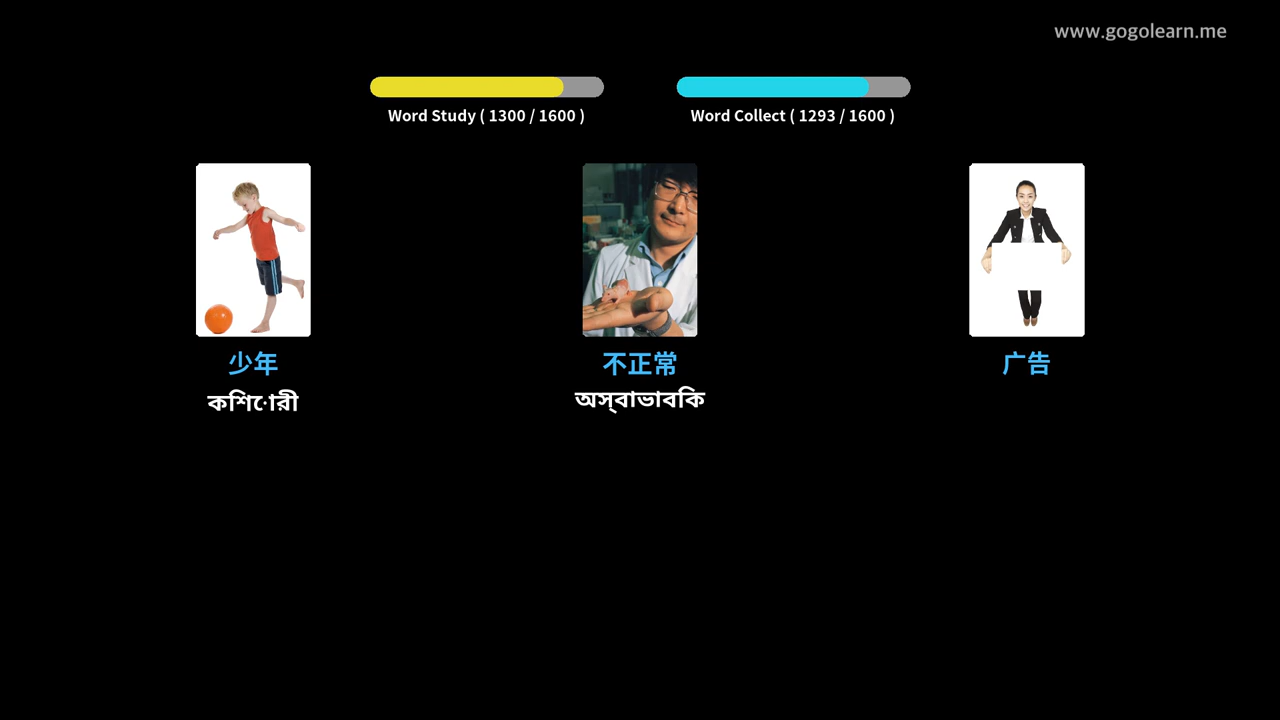 www.gogolearn.me
Word Study ( 1300 / 1600 )
Word Collect ( 1293 / 1600 )
少年
不正常
广告
কিশোরী
অস্বাভাবিক